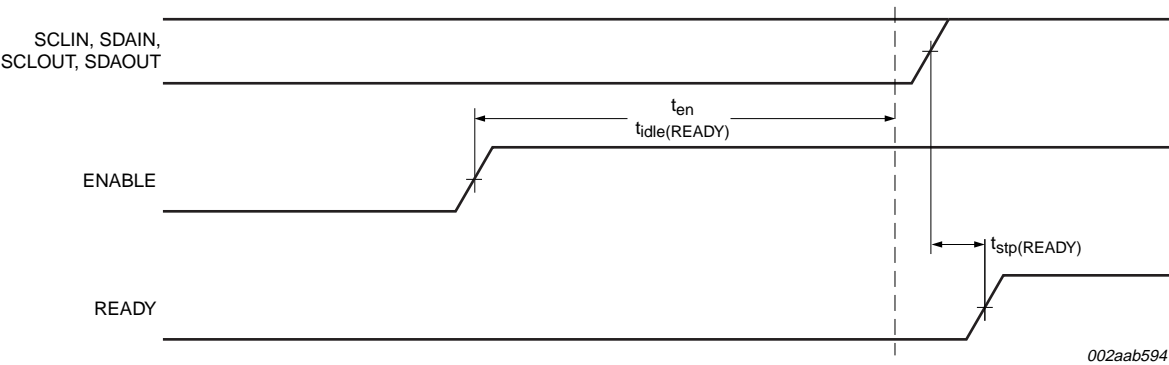 SCLIN, SDAIN,
SCLOUT, SDAOUT
ten
tidle(READY)
ENABLE
tstp(READY)
READY
002aab594